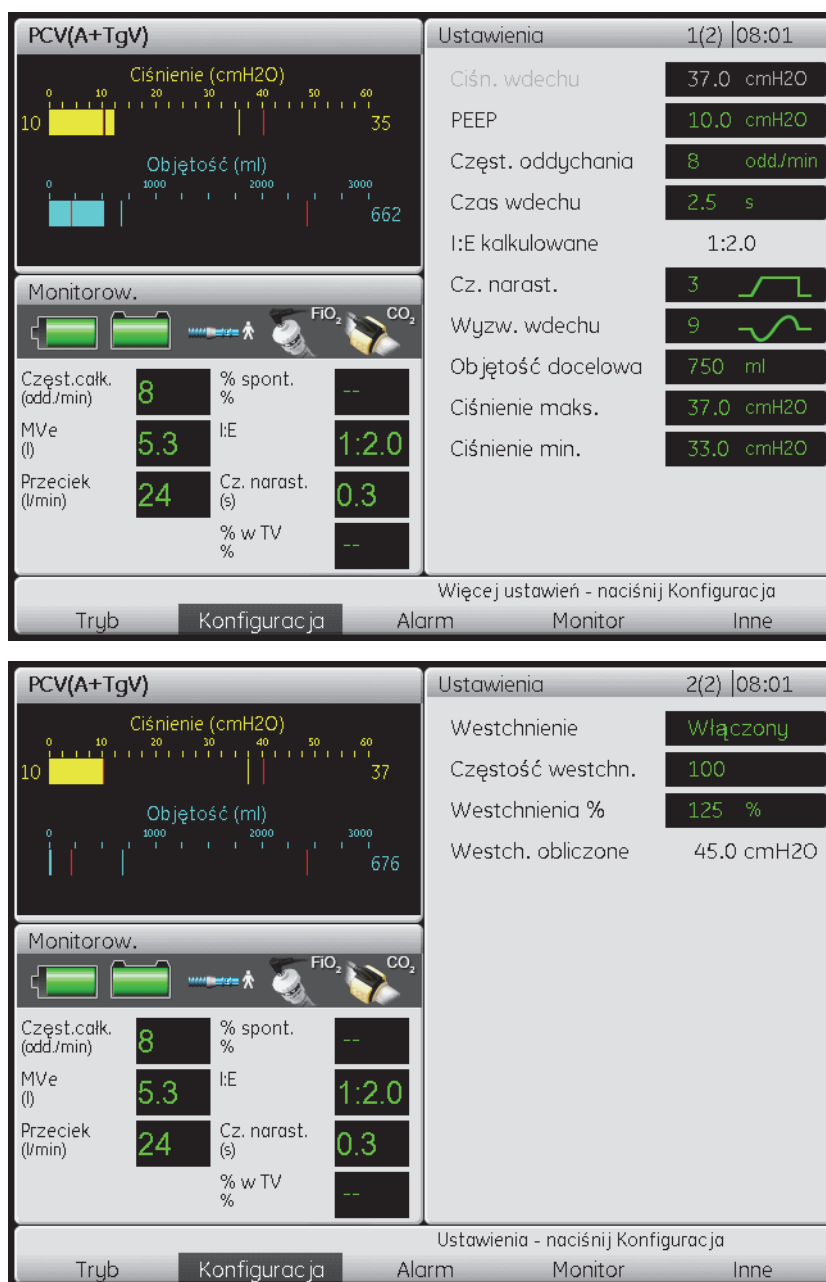 PCV(A+TgV)
Ciśnienie (cmH2O)
0 10 20 30 40 50 60
10 35
Objętość (ml)
0 1000 2000 3000
662
Monitorow.
FiO2 CO2
Częst.całk. (odd./min) 8 % spont. % --
MVe (l) 5.3 I:E 1:2.0
Przeciek (l/min) 24 Cz. narast. (s) 0.3
% w TV % --
Ustawienia 1(2) 08:01
Ciśn. wdechu 37.0 cmH2O
PEEP 10.0 cmH2O
Częst. oddychania 8 odd./min
Czas wdechu 2.5 s
I:E kalkulowane 1:2.0
Cz. narast. 3
Wyzw. wdechu 9
Objętość docelowa 750 ml
Ciśnienie maks. 37.0 cmH2O
Ciśnienie min. 33.0 cmH2O
Więcej ustawień - naciśnij Konfiguracja
Tryb Konfiguracja Alarm Monitor Inne
PCV(A+TgV)
Ciśnienie (cmH2O)
0 10 20 30 40 50 60
10 37
Objętość (ml)
0 1000 2000 3000
676
Monitorow.
FiO2 CO2
Częst.całk. (odd./min) 8 % spont. % --
MVe (l) 5.3 I:E 1:2.0
Przeciek (l/min) 24 Cz. narast. (s) 0.3
% w TV % --
Ustawienia 2(2) 08:01
Westchnienie Włączony
Częstość westchn. 100
Westchnienia % 125 %
Westch. obliczone 45.0 cmH2O
Ustawienia - naciśnij Konfiguracja
Tryb Konfiguracja Alarm Monitor Inne